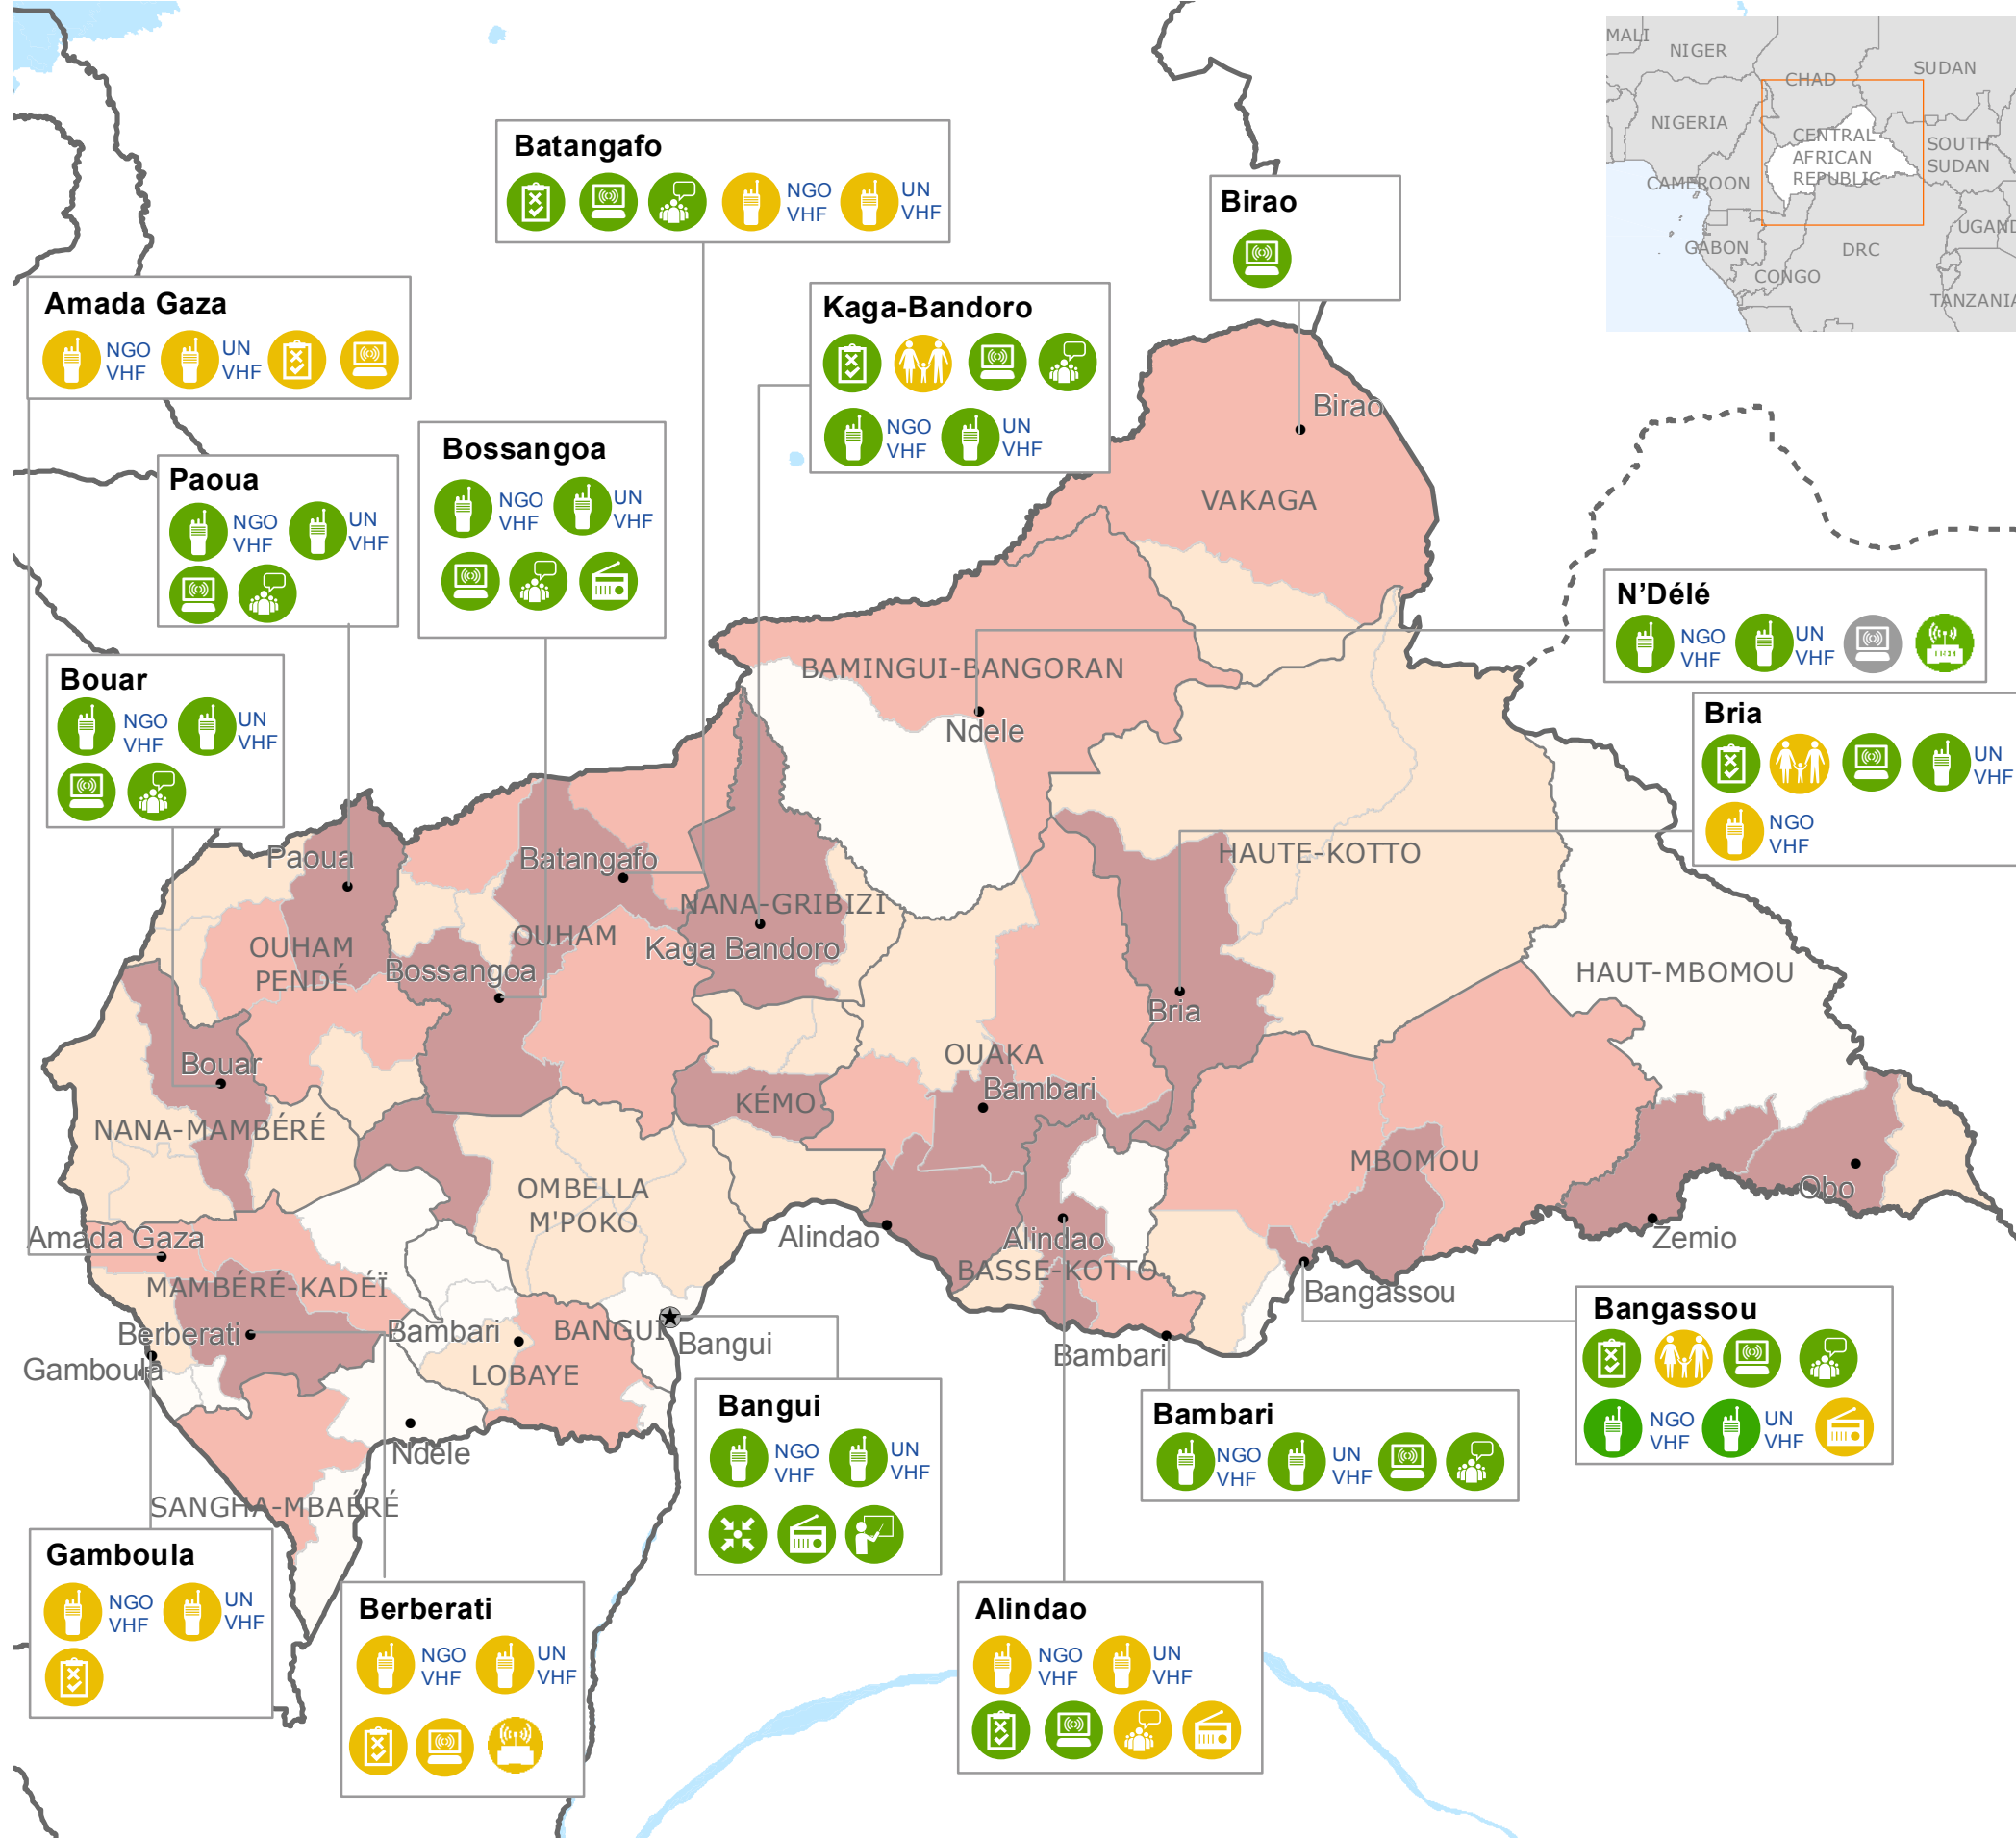 MALI
NIGER
CHAD
SUDAN
NIGERIA
CENTRAL
AFRICAN
REPUBLIC
SOUTH
SUDAN
CAMEROON
GABON
CONGO
DRC
TANZANIA
Batangafo
NGO
VHF
UN
VHF
Birao
Amada Gaza
NGO
VHF
UN
VHF
Kaga-Bandoro
NGO
VHF
UN
VHF
Paoua
NGO
VHF
UN
VHF
Bossangoa
NGO
VHF
UN
VHF
N'Délé
NGO
VHF
UN
VHF
Bouar
NGO
VHF
UN
VHF
Bria
UN
VHF
NGO
VHF
Birao
VAKAGA
BAMINGUI-BANGORAN
Ndele
Paoua
Batangafo
HAUTE-KOTTO
NANA-GRIBIZI
OUHAM
Kaga Bandoro
OUHAM
PENDÉ
Bossangoa
HAUT-MBOMOU
Bria
Bouar
OUAKA
Bambari
KÉMO
NANA-MAMBÉRÉ
MBOMOU
OMBELLA
M'POKO
Obo
Alindao
Alindao
Zemio
Amada Gaza
BASSE-KOTTO
MAMBÉRÉ-KADÉÏ
Bangassou
Berberati
Bambari
BANGUI
Bangui
Bambari
Gamboula
LOBAYE
Ndele
SANGHA-MBAÉRÉ
Bangassou
NGO
VHF
UN
VHF
Bangui
NGO
VHF
UN
VHF
Bambari
NGO
VHF
UN
VHF
Gamboula
NGO
VHF
UN
VHF
Berberati
NGO
VHF
UN
VHF
Alindao
NGO
VHF
UN
VHF